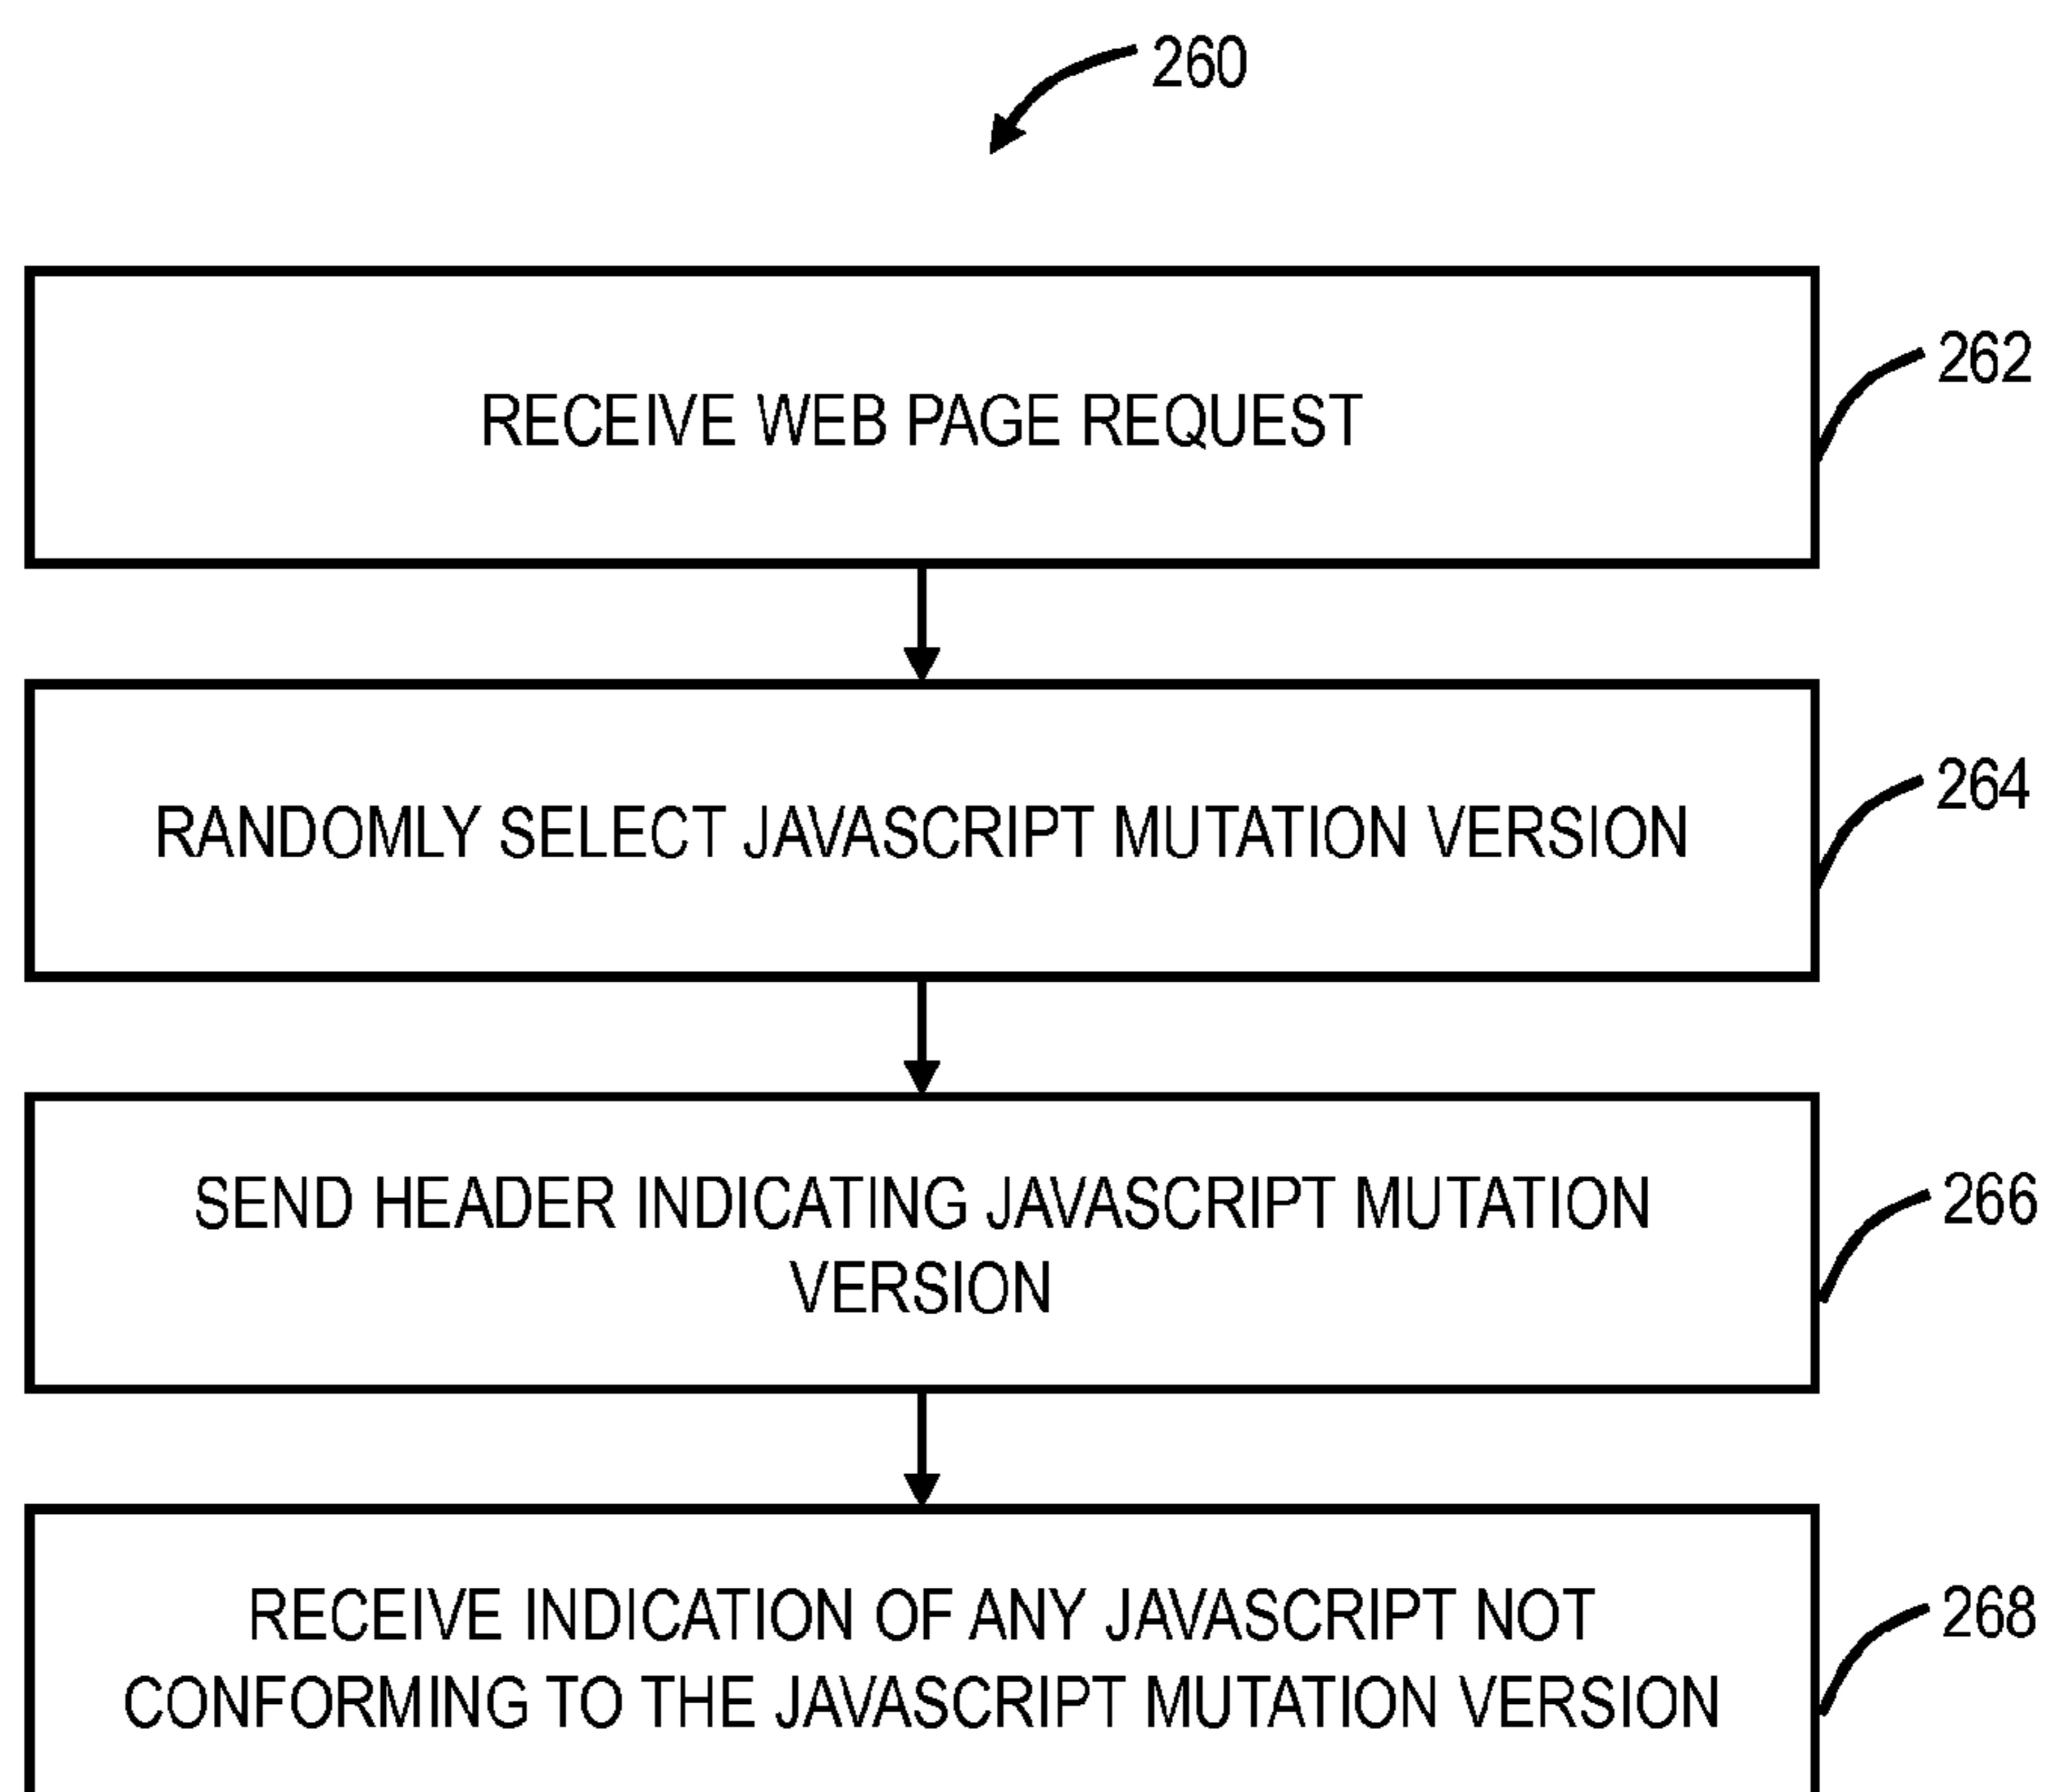 260
RECEIVE WEB PAGE REQUEST
262
RANDOMLY SELECT JAVASCRIPT MUTATION VERSION
264
SEND HEADER INDICATING JAVASCRIPT MUTATION
VERSION
266
RECEIVE INDICATION OF ANY JAVASCRIPT NOT
CONFORMING TO THE JAVASCRIPT MUTATION VERSION
268